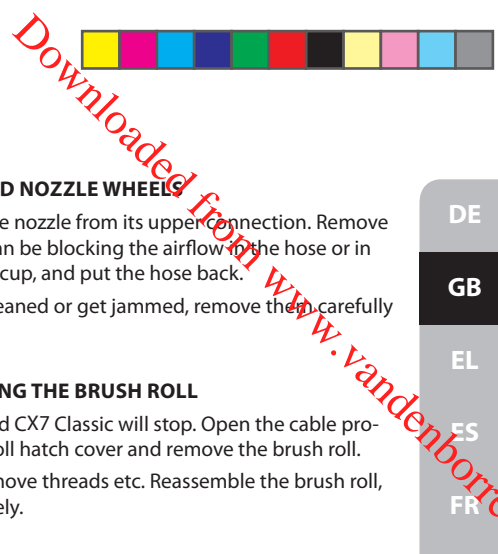 Downloaded from www.vandenborre
D NOZZLE WHEELS
e nozzle from its upper connection. Remove
an be blocking the airflow in the hose or in
cup, and put the hose back.
eaned or get jammed, remove them carefully
NG THE BRUSH ROLL
d CX7 Classic will stop. Open the cable pro-
oll hatch cover and remove the brush roll.
move threads etc. Reassemble the brush roll,
ely.
DE
GB
EL
ES
FR